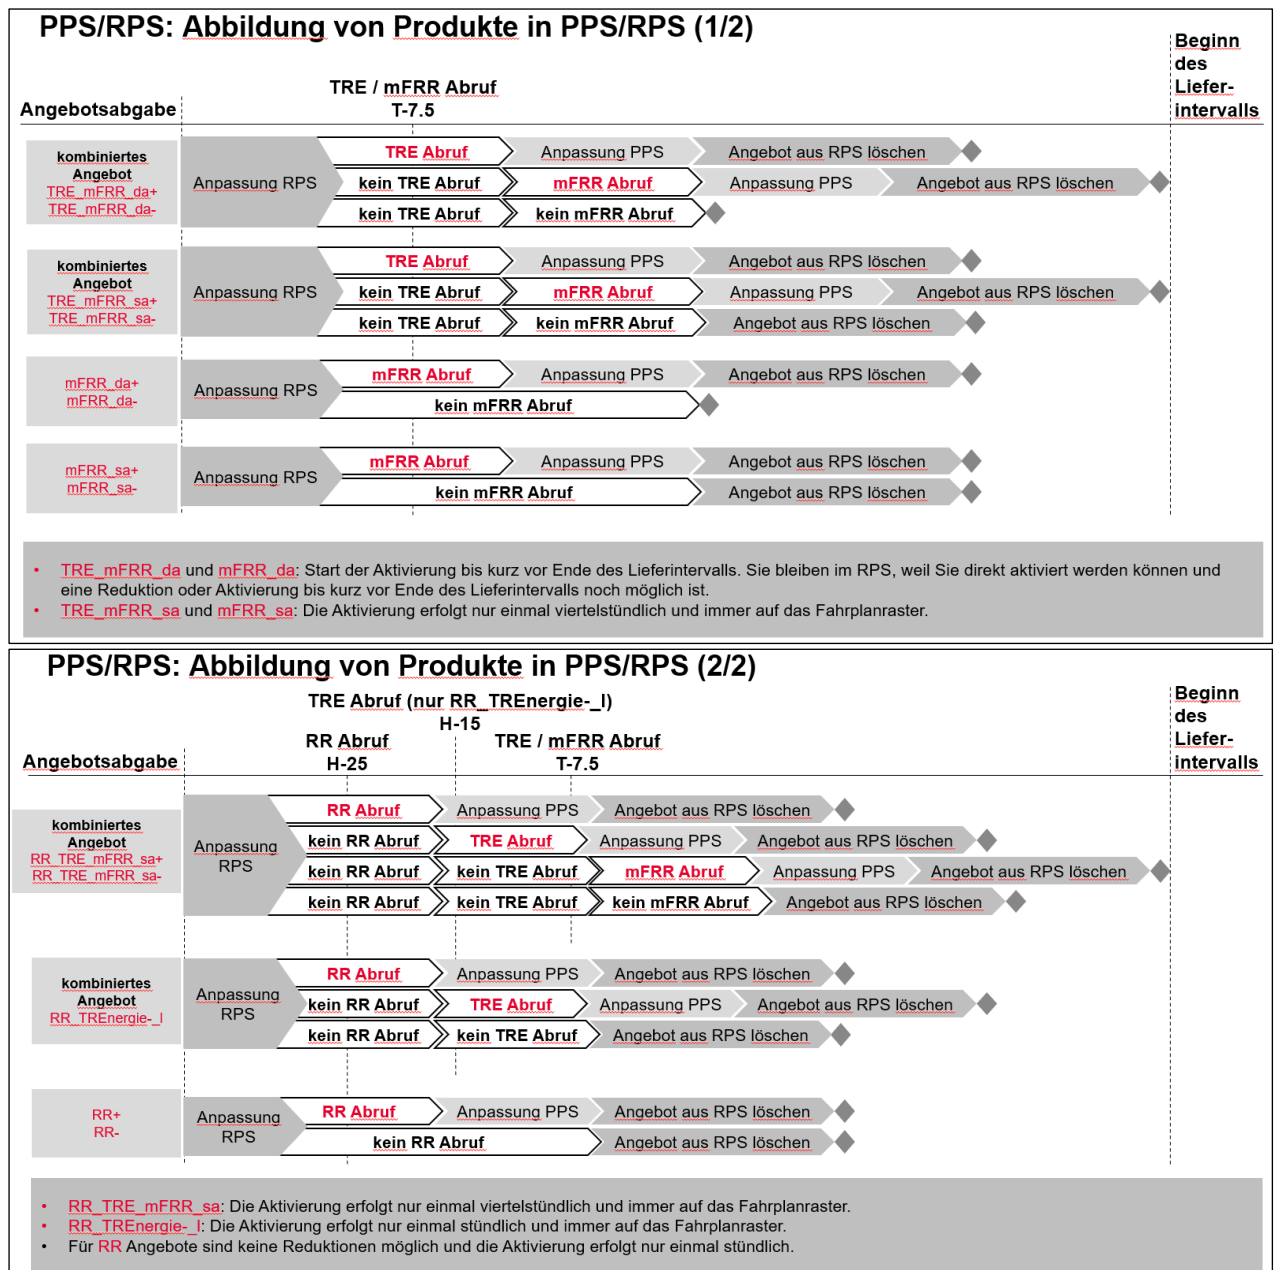 PPS/RPS: Abbildung von Produkte in PPS/RPS (1/2)
Beginn
des
Liefer-
intervalls
TRE / mFRR Abruf
T-7.5
Angebotsabgabe
kombiniertes
Angebot
TRE_mFRR_da+
TRE_mFRR_da-
Anpassung RPS
TRE Abruf
Anpassung PPS
Angebot aus RPS löschen
kein TRE Abruf
mFRR Abruf
Anpassung PPS
Angebot aus RPS löschen
kein TRE Abruf
kein mFRR Abruf
kombiniertes
Angebot
TRE_mFRR_sa+
TRE_mFRR_sa-
Anpassung RPS
TRE Abruf
Anpassung PPS
Angebot aus RPS löschen
kein TRE Abruf
mFRR Abruf
Anpassung PPS
Angebot aus RPS löschen
kein TRE Abruf
kein mFRR Abruf
Angebot aus RPS löschen
mFRR_da+
mFRR_da-
Anpassung RPS
mFRR Abruf
Anpassung PPS
Angebot aus RPS löschen
kein mFRR Abruf
mFRR_sa+
mFRR_sa-
Anpassung RPS
mFRR Abruf
Anpassung PPS
Angebot aus RPS löschen
kein mFRR Abruf
Angebot aus RPS löschen
• TRE_mFRR_da und mFRR_da: Start der Aktivierung bis kurz vor Ende des Lieferintervalls. Sie bleiben im RPS, weil Sie direkt aktiviert werden können und
eine Reduktion oder Aktivierung bis kurz vor Ende des Lieferintervalls noch möglich ist.
• TRE_mFRR_sa und mFRR_sa: Die Aktivierung erfolgt nur einmal viertelstündlich und immer auf das Fahrplanraster.
PPS/RPS: Abbildung von Produkte in PPS/RPS (2/2)
Beginn
des
Liefer-
intervalls
TRE Abruf (nur RR_TREnergie-_l)
H-15
RR Abruf
H-25
TRE / mFRR Abruf
T-7.5
Angebotsabgabe
kombiniertes
Angebot
RR_TRE_mFRR_sa+
RR_TRE_mFRR_sa-
Anpassung
RPS
RR Abruf
Anpassung PPS
Angebot aus RPS löschen
kein RR Abruf
TRE Abruf
Anpassung PPS
Angebot aus RPS löschen
kein RR Abruf
kein TRE Abruf
mFRR Abruf
Anpassung PPS
Angebot aus RPS löschen
kein RR Abruf
kein TRE Abruf
kein mFRR Abruf
Angebot aus RPS löschen
kombiniertes
Angebot
RR_TREnergie-_l
Anpassung
RPS
RR Abruf
Anpassung PPS
Angebot aus RPS löschen
kein RR Abruf
TRE Abruf
Anpassung PPS
Angebot aus RPS löschen
kein RR Abruf
kein TRE Abruf
Angebot aus RPS löschen
RR+
RR-
Anpassung
RPS
RR Abruf
Anpassung PPS
Angebot aus RPS löschen
kein RR Abruf
Angebot aus RPS löschen
• RR_TRE_mFRR_sa: Die Aktivierung erfolgt nur einmal viertelstündlich und immer auf das Fahrplanraster.
• RR_TREnergie-_l: Die Aktivierung erfolgt nur einmal stündlich und immer auf das Fahrplanraster.
• Für RR Angebote sind keine Reduktionen möglich und die Aktivierung erfolgt nur einmal stündlich.